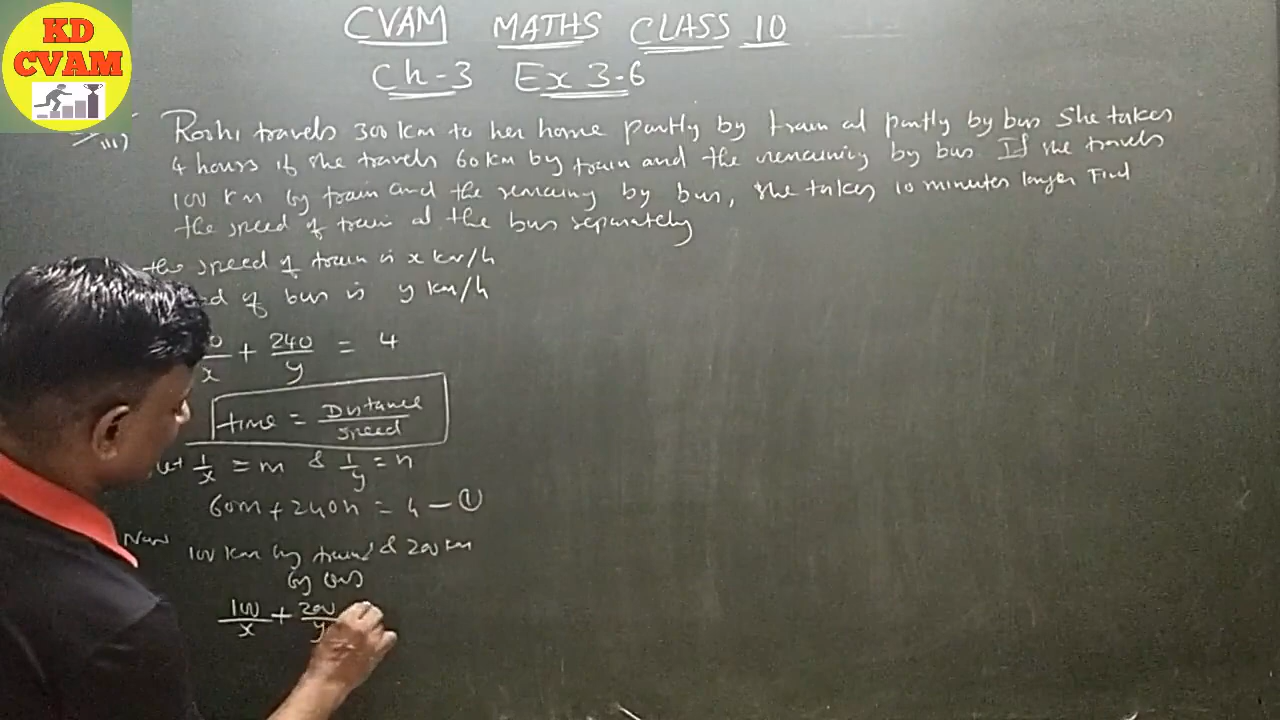 KD
CVAM
CVAM MATHS CLASS 10
Ch-3 Ex 3-6
iii) Roohi travels 300 km to her home partly by train ad partly by bus She takes
4 hours if she travels 60 km by train and the remaining by bus If she travels
100 km by train and the remaining by bus, she takes 10 minutes longer Find
the speed of train ad the bus separately
the speed of train is x km/h
of bus is y km/h
x + 240/y = 4
time = Distance/speed
let 1/x = m & 1/y = n
60m + 240n = 4 — ①
Now 100 km by train & 200 km
by bus
100/x + 200/y